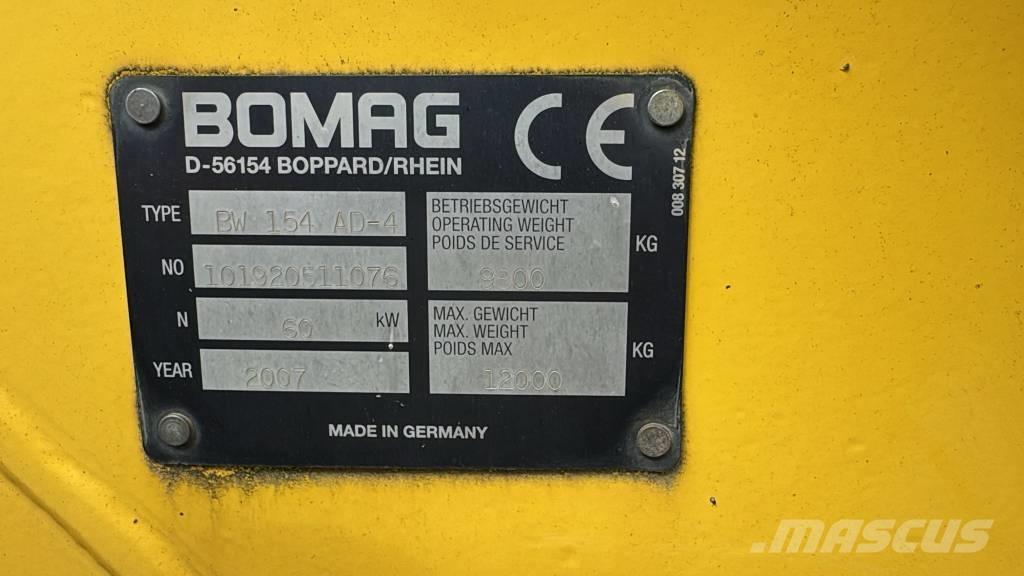 BOMAG
CE
D-56154 BOPPARD/RHEIN
008 307 12
TYPE BW 154 AD-4
NO 101920511076
N 60 kW
YEAR 2007
BETRIEBSGEWICHT
OPERATING WEIGHT
POIDS DE SERVICE
KG
MAX. GEWICHT
MAX. WEIGHT
POIDS MAX
12000 KG
MADE IN GERMANY
MASCUS